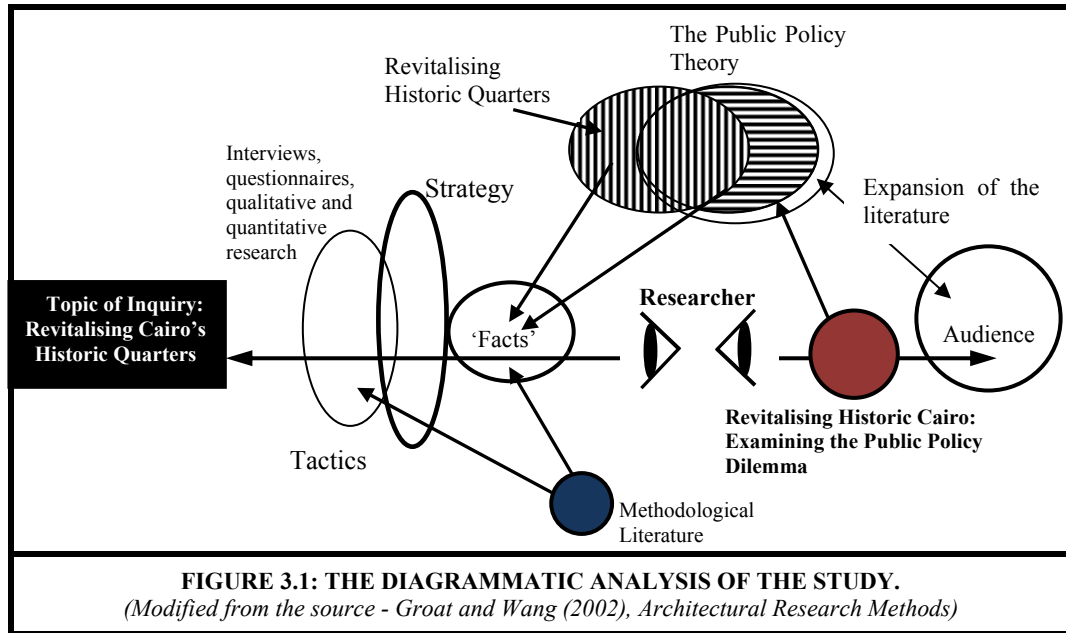 The Public Policy
Theory
Revitalising
Historic Quarters
Interviews,
questionnaires,
qualitative and
quantitative
research
Strategy
Expansion of the
literature
Topic of Inquiry:
Revitalising Cairo's
Historic Quarters
‘Facts’
Researcher
Audience
Revitalising Historic Cairo:
Examining the Public Policy
Dilemma
Tactics
Methodological
Literature
FIGURE 3.1: THE DIAGRAMMATIC ANALYSIS OF THE STUDY.
(Modified from the source - Groat and Wang (2002), Architectural Research Methods)